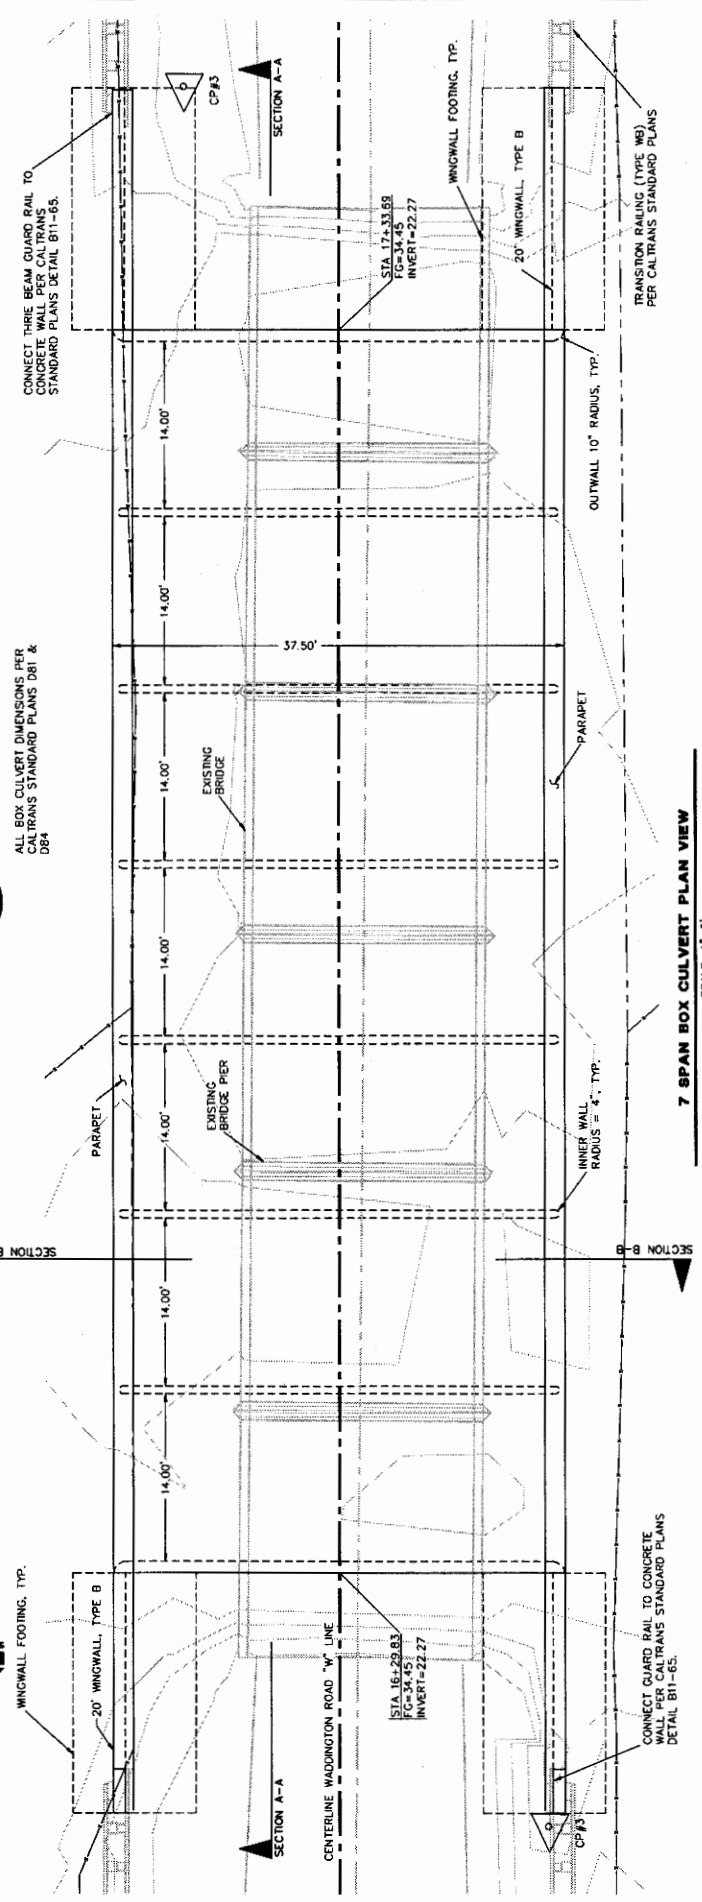 CONNECT THRIE BEAM GUARD RAIL TO
CONCRETE WALL PER CALTRANS
STANDARD PLANS DETAIL B11-65.
CP#3
SECTION A-A
WINGWALL FOOTING, TYP.
20' WINGWALL, TYPE B
TRANSITION RAILING (TYPE WB)
PER CALTRANS STANDARD PLANS
STA 17+33.69
FG=34.45
INVERT=22.27
OUTWALL 10" RADIUS, TYP.
14.00'
14.00'
14.00'
14.00'
14.00'
14.00'
14.00'
37.50'
ALL BOX CULVERT DIMENSIONS PER
CALTRANS STANDARD PLANS D81 &
D84
EXISTING
BRIDGE
PARAPET
PARAPET
EXISTING
BRIDGE PIER
INNER WALL
RADIUS = 4", TYP.
SECTION B
SECTION B-B
7 SPAN BOX CULVERT PLAN VIEW
WINGWALL FOOTING, TYP.
20' WINGWALL, TYPE B
STA 16+29.83
FG=34.45
INVERT=22.27
CENTERLINE WADDINGTON ROAD "W" LINE
SECTION A-A
CONNECT GUARD RAIL TO CONCRETE
WALL PER CALTRANS STANDARD PLANS
DETAIL B11-65.
CP#3